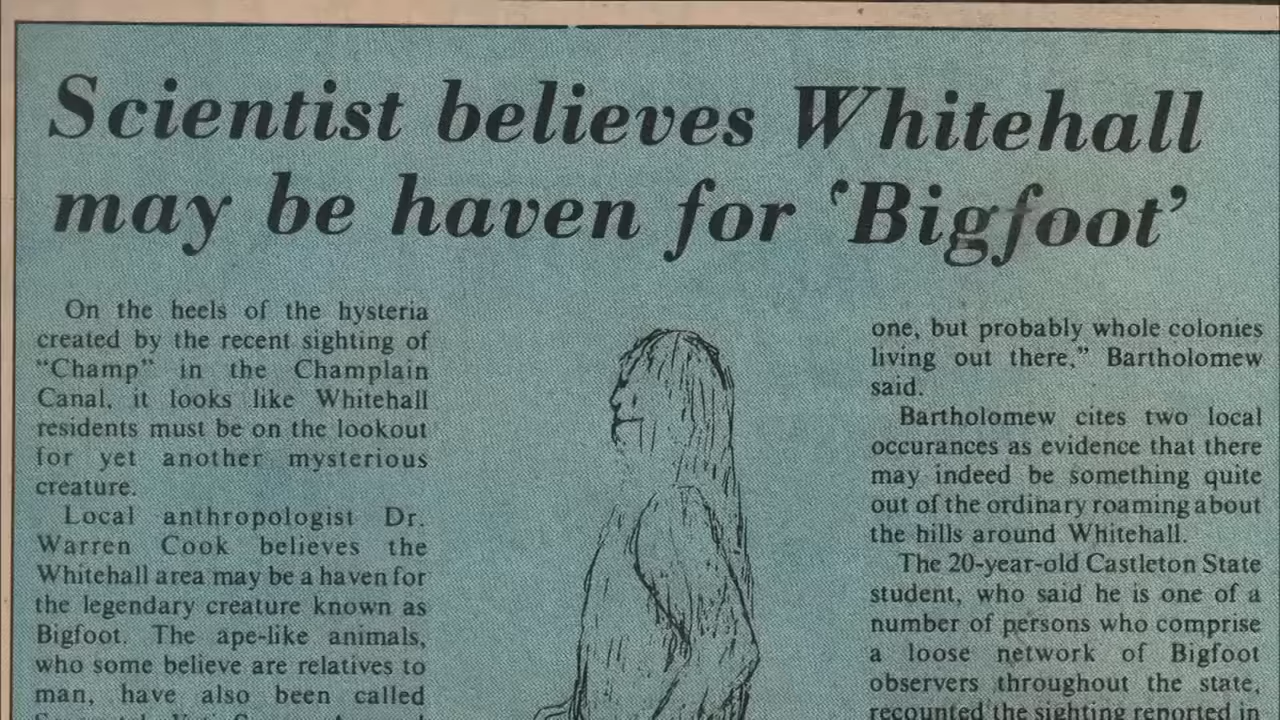 Scientist believes Whitehall
may be haven for ‘Bigfoot’
On the heels of the hysteria
created by the recent sighting of
“Champ” in the Champlain
Canal, it looks like Whitehall
residents must be on the lookout
for yet another mysterious
creature.
Local anthropologist Dr.
Warren Cook believes the
Whitehall area may be a haven for
the legendary creature known as
Bigfoot. The ape-like animals,
who some believe are relatives to
man, have also been called
one, but probably whole colonies
living out there,” Bartholomew
said.
Bartholomew cites two local
occurances as evidence that there
may indeed be something quite
out of the ordinary roaming about
the hills around Whitehall.
The 20-year-old Castleton State
student, who said he is one of a
number of persons who comprise
a loose network of Bigfoot
observers throughout the state,
recounted the sighting reported in